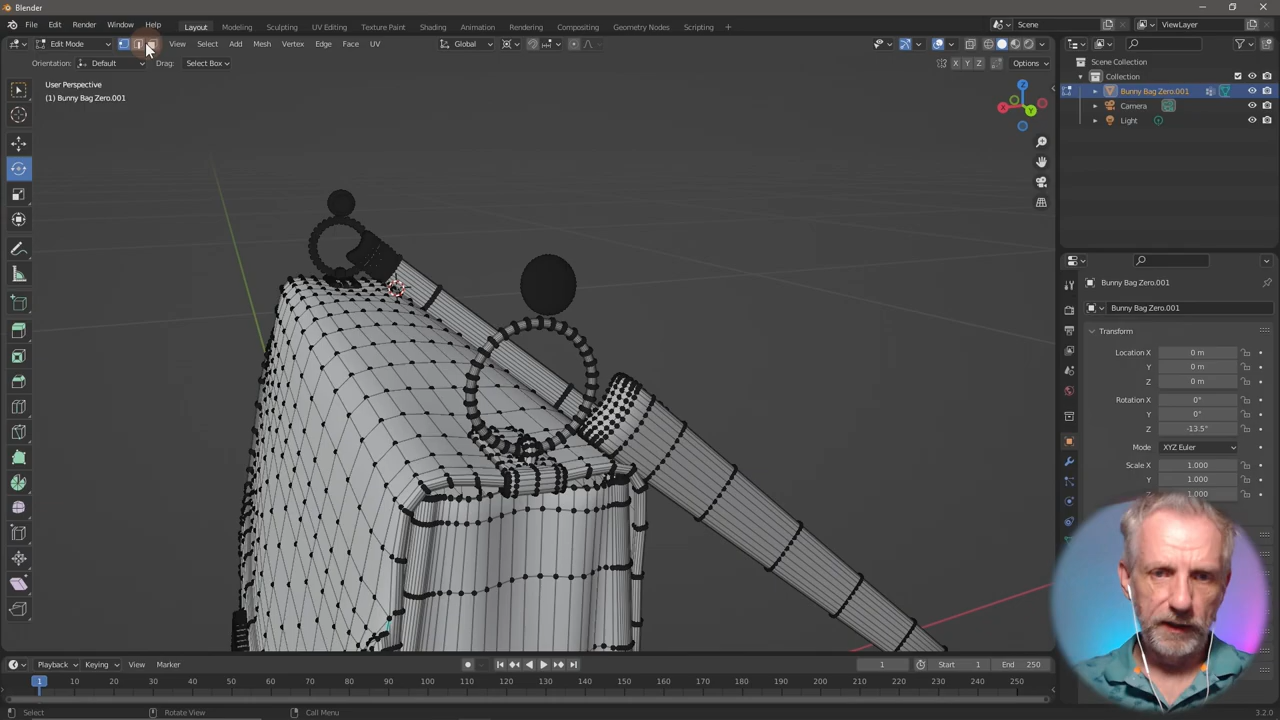 Blender
File Edit Render Window Help
Layout Modeling Sculpting UV Editing Texture Paint Shading Animation Rendering Compositing Geometry Nodes Scripting +
Scene
ViewLayer
Edit Mode
View Select Add Mesh Vertex Edge Face UV
Global
Orientation: Default Drag: Select Box
X Y Z Options
User Perspective
(1) Bunny Bag Zero.001
Scene Collection
Collection
Bunny Bag Zero.001
Camera
Light
Bunny Bag Zero.001
Bunny Bag Zero.001
Transform
Location X 0 m
Y 0 m
Z 0 m
Rotation X 0°
Y 0°
Z -13.5°
Mode XYZ Euler
Scale X 1.000
Y 1.000
Z 1.000
Playback Keying View Marker
1 Start 1 End 250
1 10 20 30 40 50 60 70 80 90 100 110 120 130 140 150 160 170 180 190 200 210 220 230 240 250
Select Rotate View Call Menu
3.2.0